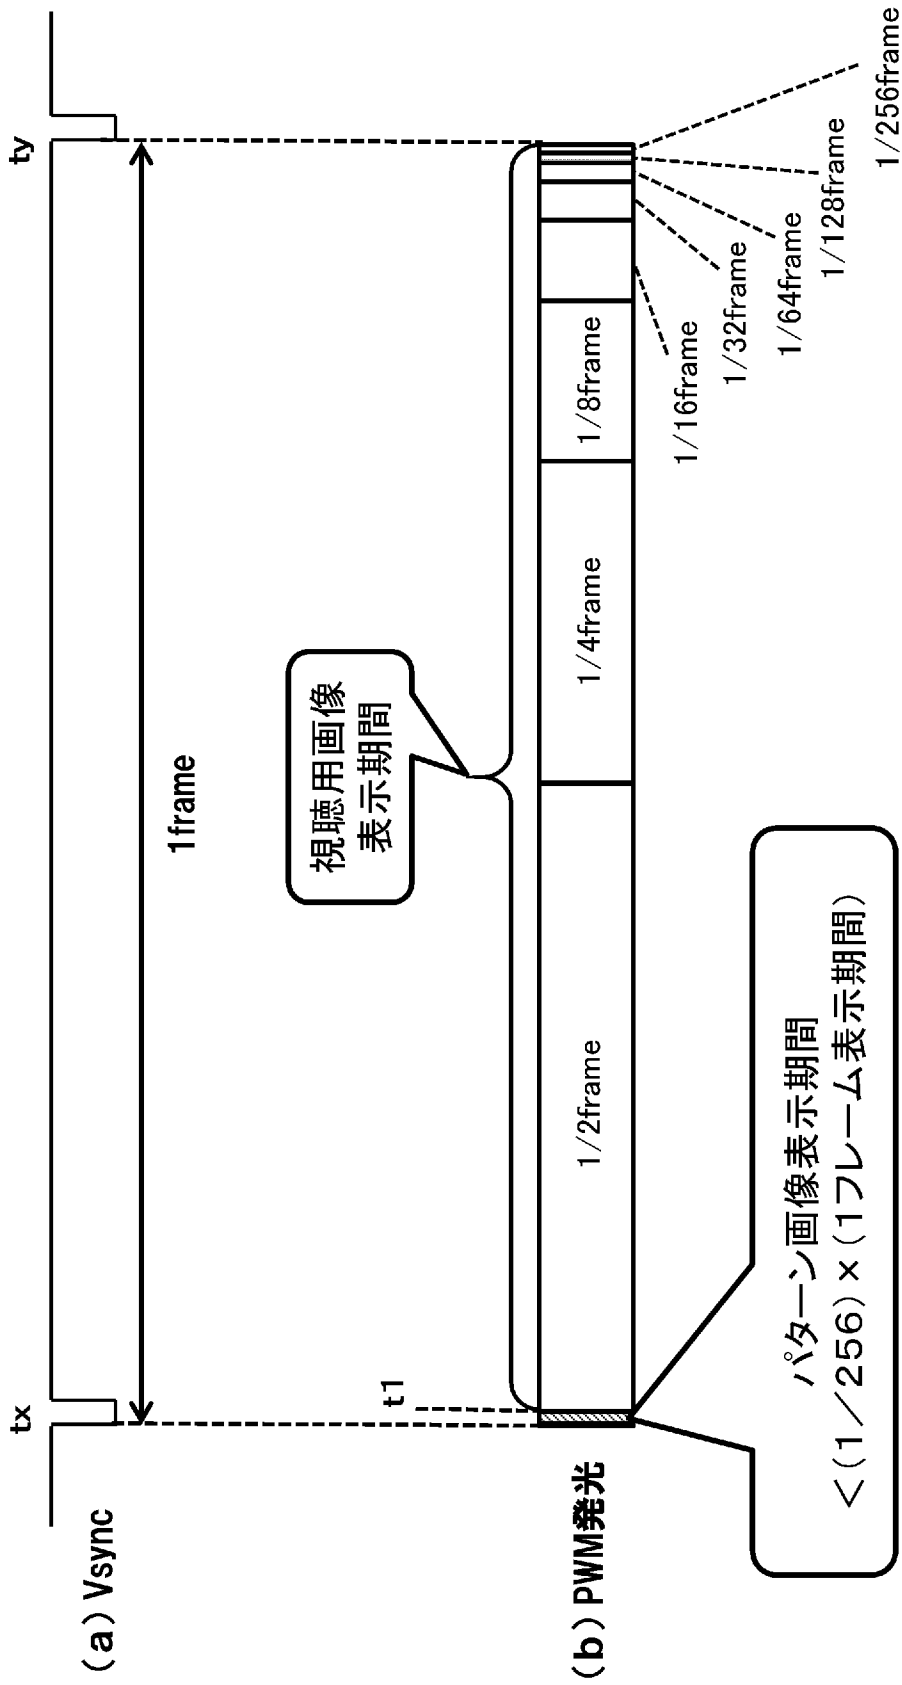 (a)Vsync
tx
ty
1frame
視聴用画像
表示期間
t1
(b)PWM発光
1/2frame
1/4frame
1/8frame
1/16frame
1/32frame
1/64frame
1/128frame
1/256frame
パターン画像表示期間
<(1/256)×(1フレーム表示期間)